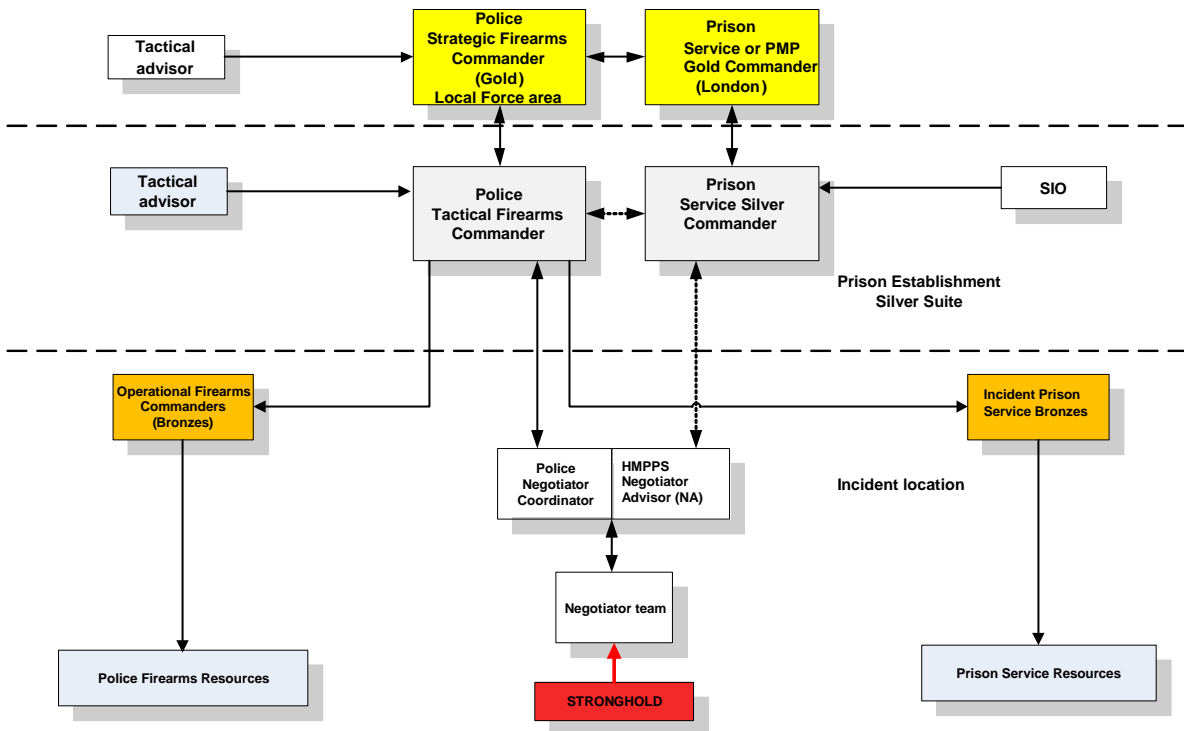 Tactical
advisor
Police
Strategic Firearms
Commander
(Gold)
Local Force area
Prison
Service or PMP
Gold Commander
(London)
Tactical
advisor
Police
Tactical Firearms
Commander
Prison
Service Silver
Commander
SIO
Prison Establishment
Silver Suite
Operational Firearms
Commanders
(Bronzes)
Incident Prison
Service Bronzes
Police
Negotiator
Coordinator
HMPPS
Negotiator
Advisor (NA)
Incident location
Negotiator team
Police Firearms Resources
STRONGHOLD
Prison Service Resources